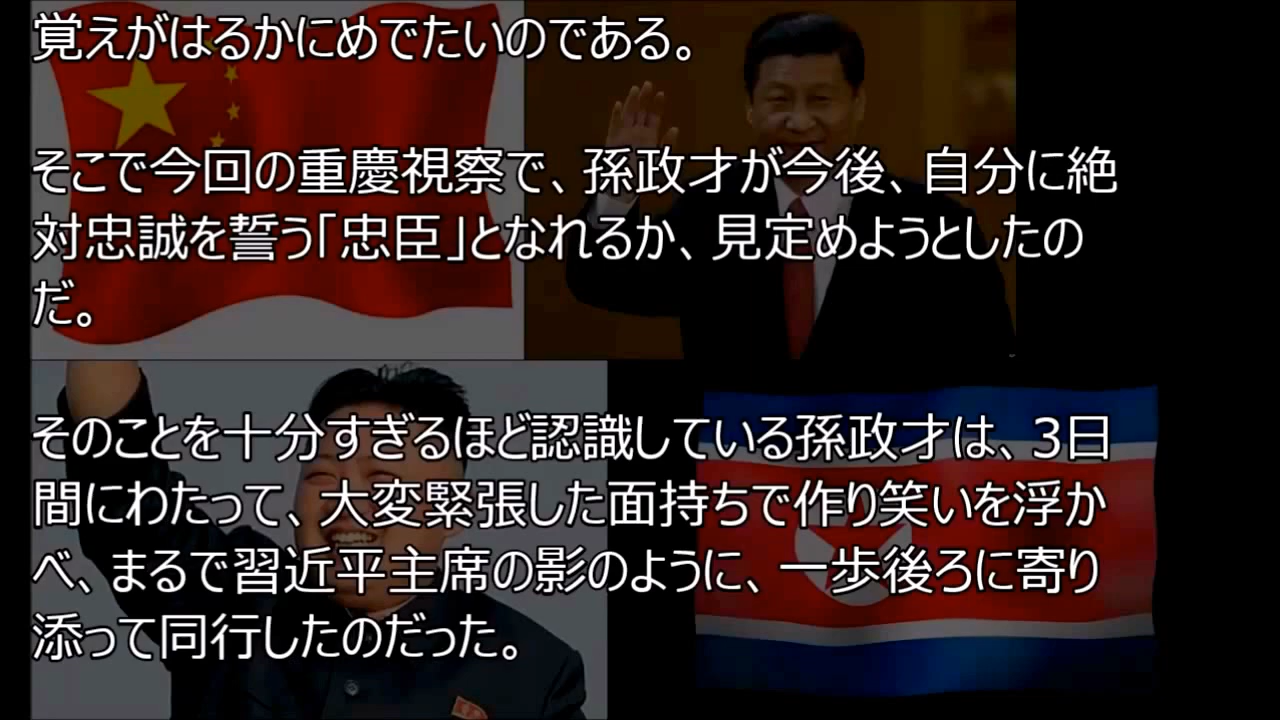 覚えがはるかにめでたいのである。
そこで今回の重慶視察で、孫政才が今後、自分に絶
対忠誠を誓う「忠臣」となれるか、見定めようとしたの
だ。
そのことを十分すぎるほど認識している孫政才は、3日
間にわたって、大変緊張した面持ちで作り笑いを浮か
べ、まるで習近平主席の影のように、一歩後ろに寄り
添って同行したのだった。